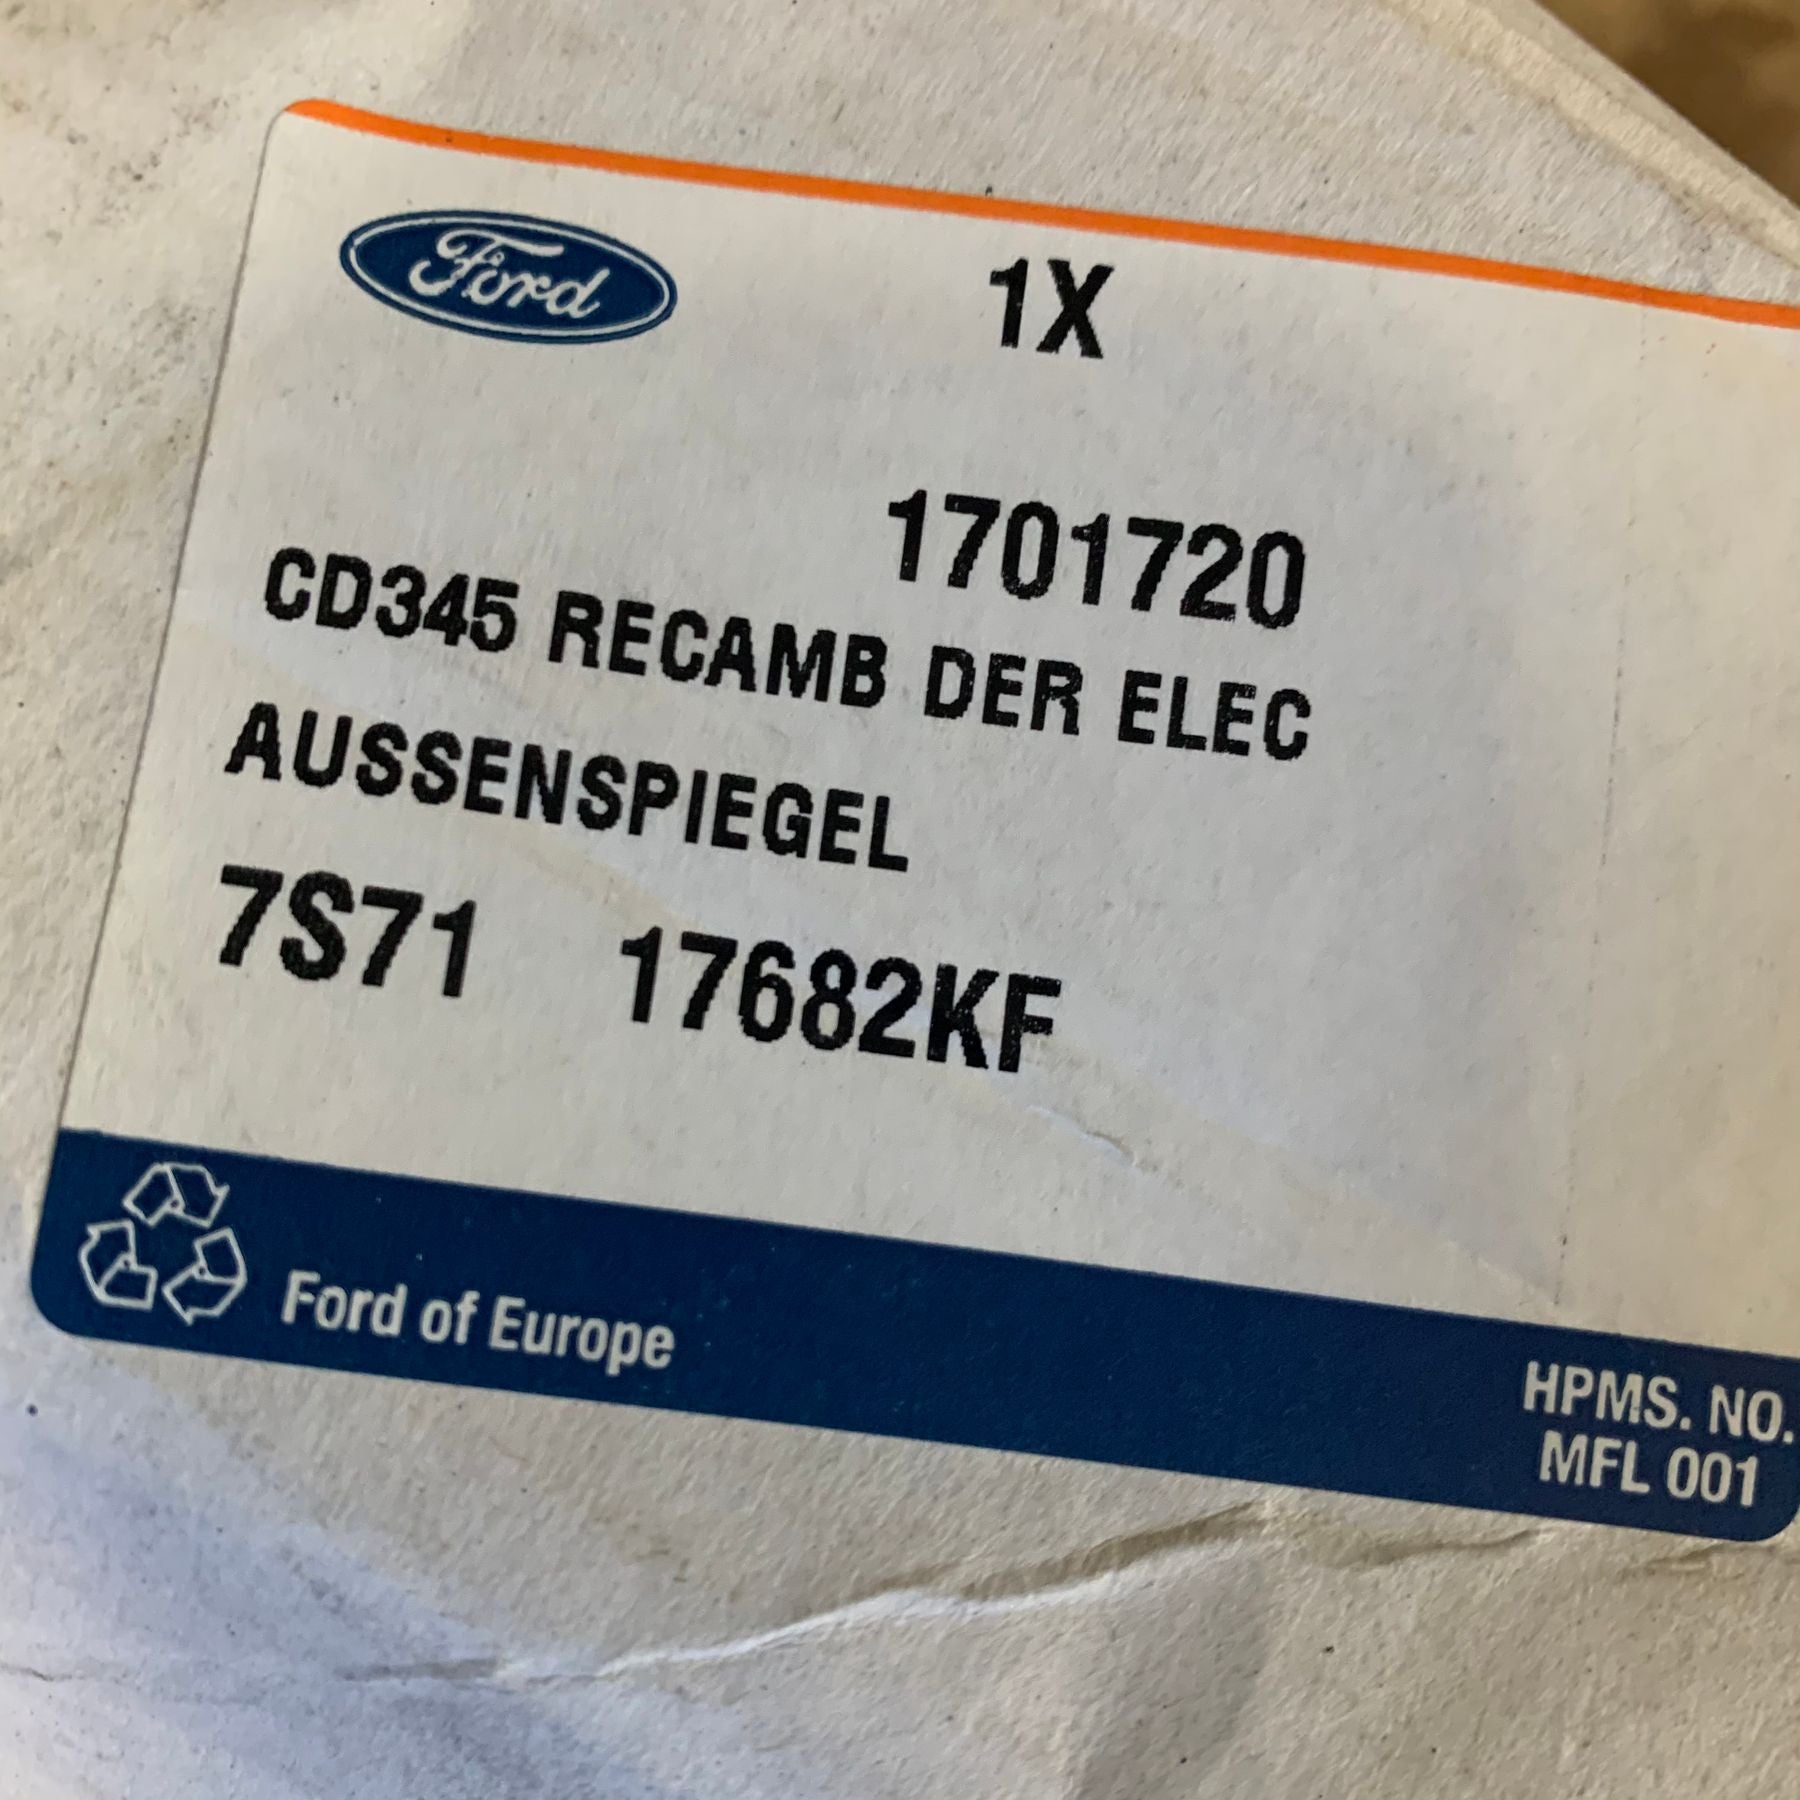 Ford
1X
1701720
CD345 RECAMB DER ELEC
AUSSENSPIEGEL
7S71 17682KF
Ford of Europe
HPMS. NO.
MFL 001